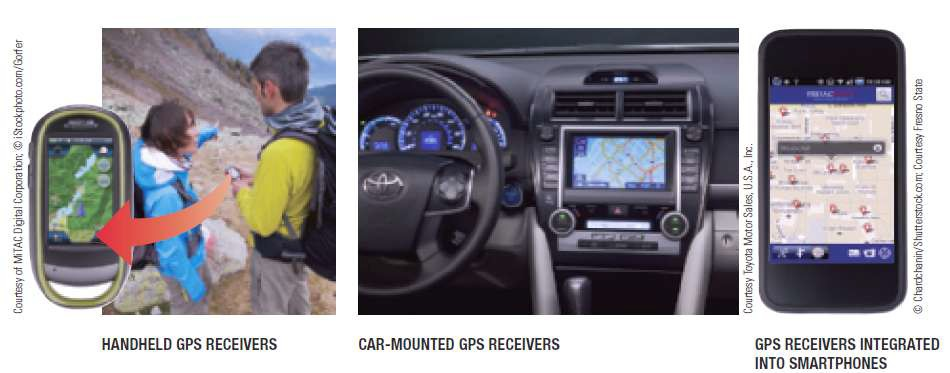 Courtesy of MiTAC Digital Corporation; © iStockphoto.com/Gorfer
HANDHELD GPS RECEIVERS
CAR-MOUNTED GPS RECEIVERS
Courtesy Toyota Motor Sales, U.S.A., Inc.
GPS RECEIVERS INTEGRATED
INTO SMARTPHONES
© Chardchanin/Shutterstock.com; Courtesy Fresno State